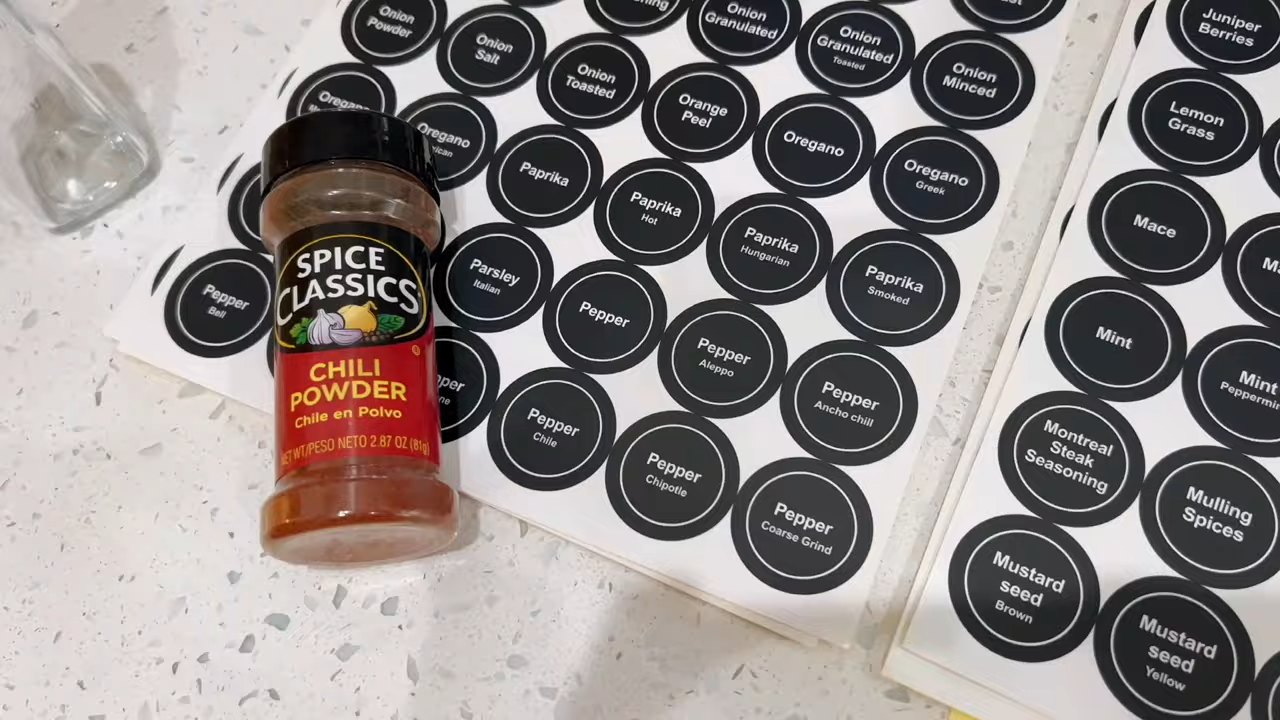 Onion
Powder
Onion
Salt
Onion
Toasted
Onion
Granulated
Onion
Granulated
Toasted
Onion
Minced
Oregano
Oregano
Orange
Peel
Oregano
Oregano
Greek
Paprika
Paprika
Hot
Paprika
Hungarian
Paprika
Smoked
Parsley
Italian
Pepper
Pepper
Aleppo
Pepper
Ancho chill
Pepper
Bell
Pepper
Chile
Pepper
Chipotle
Pepper
Coarse Grind
SPICE
CLASSICS
CHILI
POWDER
Chile en Polvo
NET WT/PESO NETO 2.87 OZ (81g)
Juniper
Berries
Lemon
Grass
Mace
Mint
Mint
Montreal
Steak
Seasoning
Mulling
Spices
Mustard
seed
Brown
Mustard
seed
Yellow